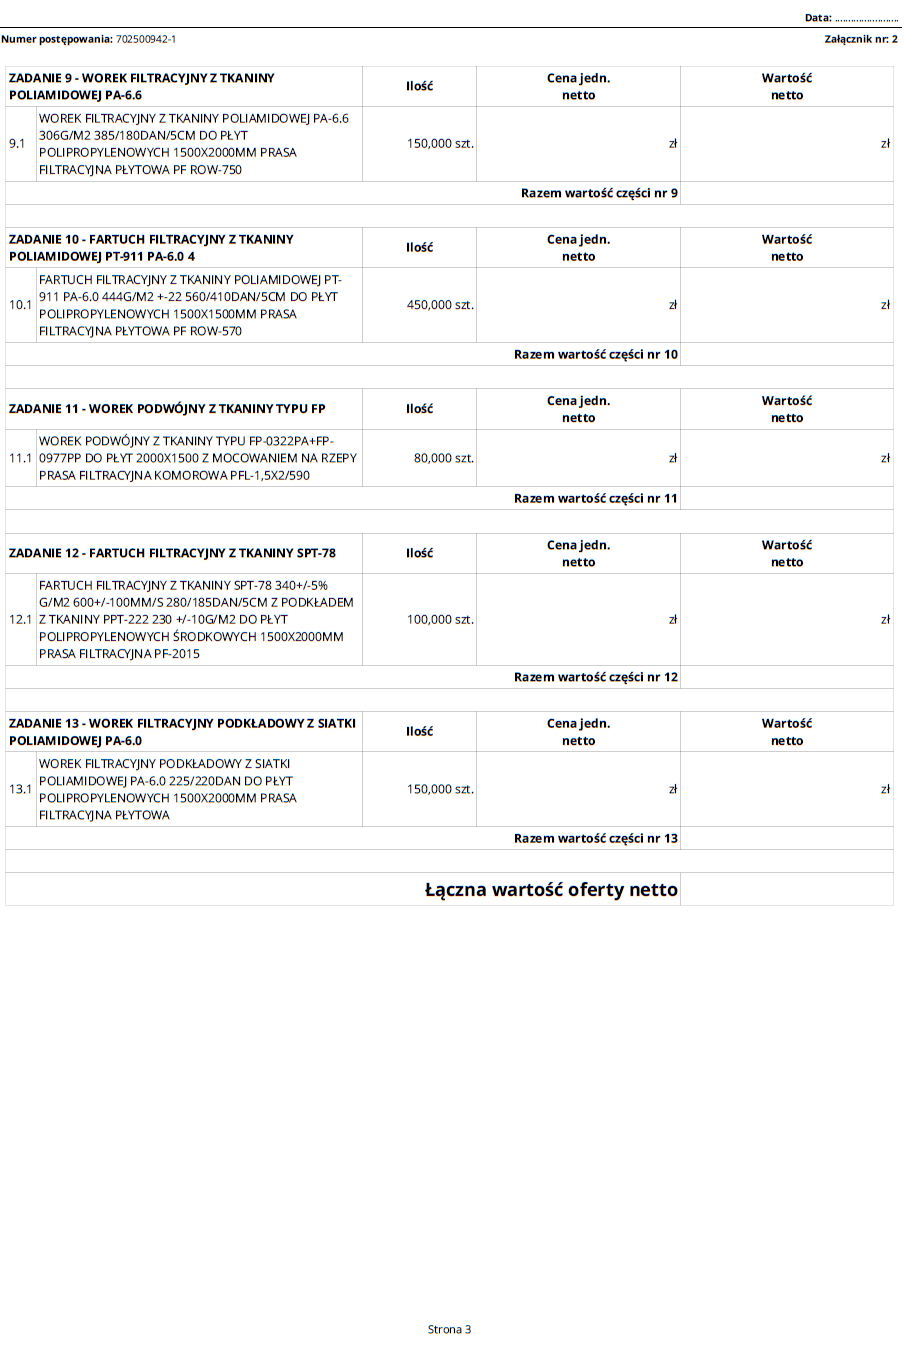 Data: ........................
Numer postępowania: 702500942-1 Załącznik nr: 2
ZADANIE 9 - WOREK FILTRACYJNY Z TKANINY
POLIAMIDOWEJ PA-6.6
Ilość
Cena jedn.
netto
Wartość
netto
9.1
WOREK FILTRACYJNY Z TKANINY POLIAMIDOWEJ PA-6.6
306G/M2 385/180DAN/5CM DO PŁYT
POLIPROPYLENOWYCH 1500X2000MM PRASA
FILTRACYJNA PŁYTOWA PF ROW-750
150,000 szt.
zł
zł
Razem wartość części nr 9
ZADANIE 10 - FARTUCH FILTRACYJNY Z TKANINY
POLIAMIDOWEJ PT-911 PA-6.0 4
Ilość
Cena jedn.
netto
Wartość
netto
10.1
FARTUCH FILTRACYJNY Z TKANINY POLIAMIDOWEJ PT-
911 PA-6.0 444G/M2 +-22 560/410DAN/5CM DO PŁYT
POLIPROPYLENOWYCH 1500X1500MM PRASA
FILTRACYJNA PŁYTOWA PF ROW-570
450,000 szt.
zł
zł
Razem wartość części nr 10
ZADANIE 11 - WOREK PODWÓJNY Z TKANINY TYPU FP
Ilość
Cena jedn.
netto
Wartość
netto
11.1
WOREK PODWÓJNY Z TKANINY TYPU FP-0322PA+FP-
0977PP DO PŁYT 2000X1500 Z MOCOWANIEM NA RZEPY
PRASA FILTRACYJNA KOMOROWA PFL-1,5X2/590
80,000 szt.
zł
zł
Razem wartość części nr 11
ZADANIE 12 - FARTUCH FILTRACYJNY Z TKANINY SPT-78
Ilość
Cena jedn.
netto
Wartość
netto
12.1
FARTUCH FILTRACYJNY Z TKANINY SPT-78 340+/-5%
G/M2 600+/-100MM/S 280/185DAN/5CM Z PODKŁADEM
Z TKANINY PPT-222 230 +/-10G/M2 DO PŁYT
POLIPROPYLENOWYCH ŚRODKOWYCH 1500X2000MM
PRASA FILTRACYJNA PF-2015
100,000 szt.
zł
zł
Razem wartość części nr 12
ZADANIE 13 - WOREK FILTRACYJNY PODKŁADOWY Z SIATKI
POLIAMIDOWEJ PA-6.0
Ilość
Cena jedn.
netto
Wartość
netto
13.1
WOREK FILTRACYJNY PODKŁADOWY Z SIATKI
POLIAMIDOWEJ PA-6.0 225/220DAN DO PŁYT
POLIPROPYLENOWYCH 1500X2000MM PRASA
FILTRACYJNA PŁYTOWA
150,000 szt.
zł
zł
Razem wartość części nr 13
Łączna wartość oferty netto
Strona 3